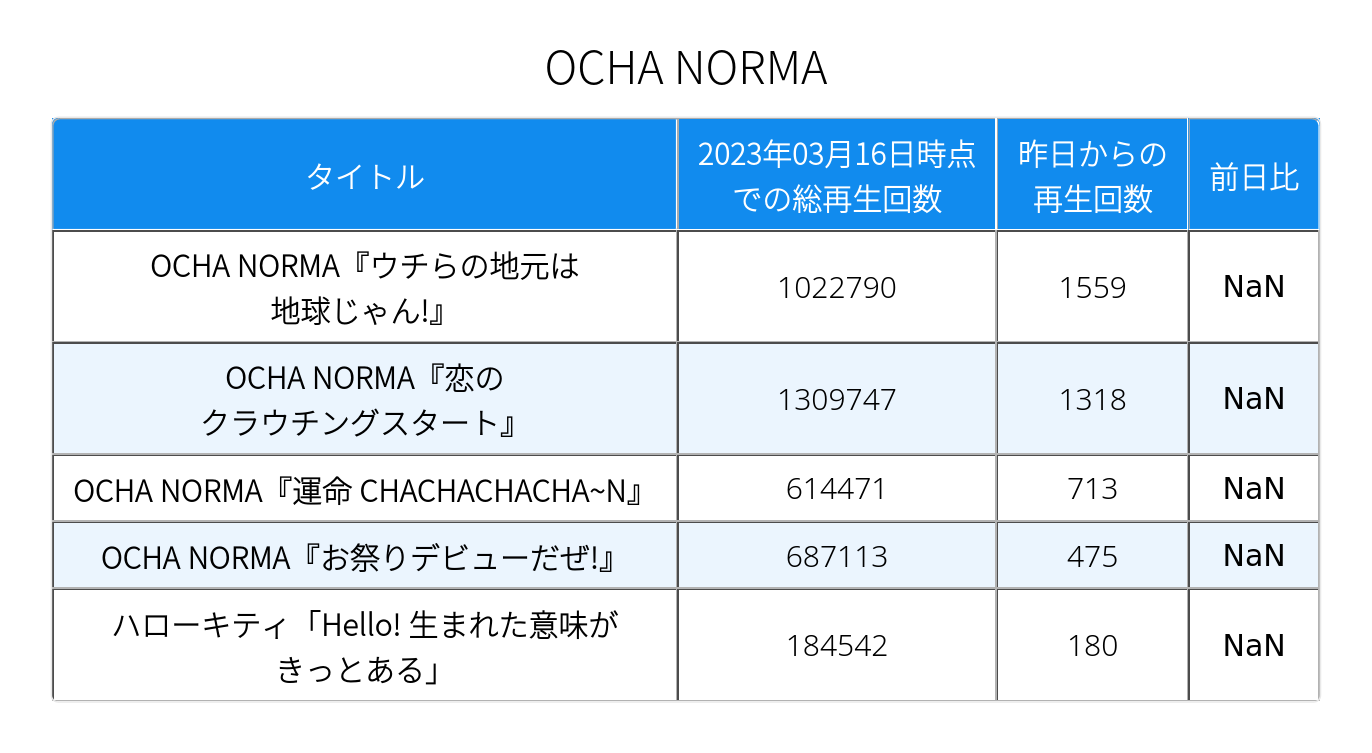 OCHA NORMA
タイトル
2023年03月16日時点
での総再生回数
昨日からの
再生回数
前日比
OCHA NORMA『ウチらの地元は
地球じゃん!』
1022790
1559
NaN
OCHA NORMA『恋の
クラウチングスタート』
1309747
1318
NaN
OCHA NORMA『運命 CHACHACHACHA~N』
614471
713
NaN
OCHA NORMA『お祭りデビューだぜ!』
687113
475
NaN
ハローキティ「Hello! 生まれた意味が
きっとある」
184542
180
NaN